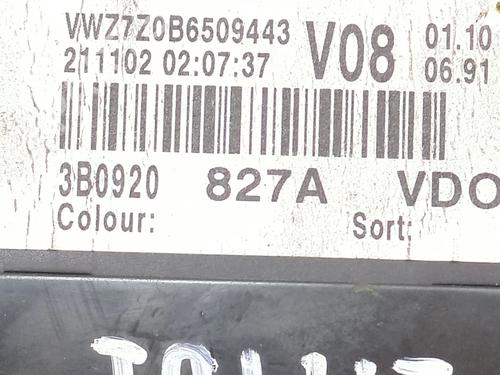 VWZ7Z0B6509443 V08 01.10
211102 02:07:37 06.91
3B0920 827A VDO
Colour: Sort: